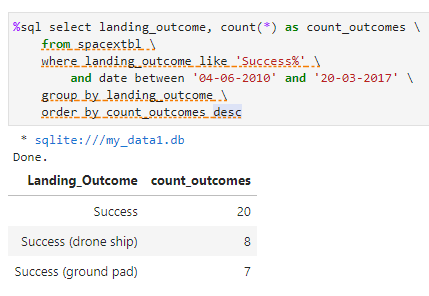 %sql select landing_outcome, count(*) as count_outcomes \
from spacextbl \
where landing_outcome like 'Success%' \
and date between '04-06-2010' and '20-03-2017' \
group by landing_outcome \
order by count_outcomes desc
* sqlite:///my_data1.db
Done.
Landing_Outcome count_outcomes
Success 20
Success (drone ship) 8
Success (ground pad) 7